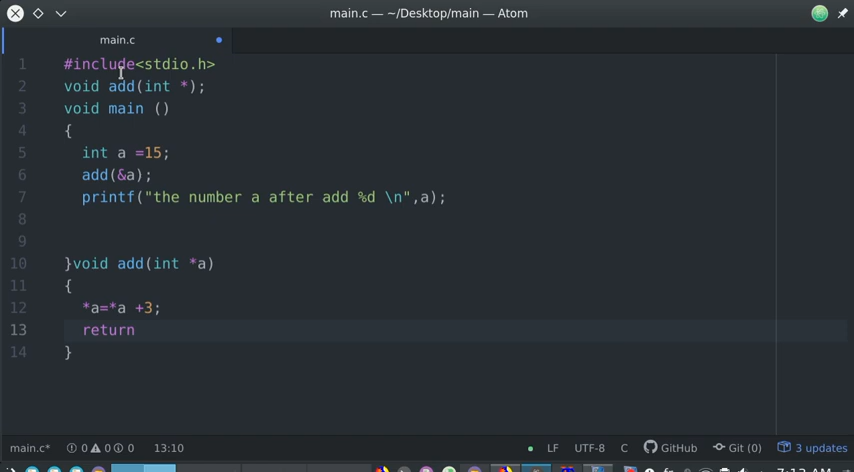 main.c — ~/Desktop/main — Atom
main.c
1 #include<stdio.h>
2 void add(int *);
3 void main ()
4 {
5 int a =15;
6 add(&a);
7 printf("the number a after add %d \n",a);
8
9
10 }void add(int *a)
11 {
12 *a=*a +3;
13 return
14 }
main.c* 0 0 0 13:10 LF UTF-8 C GitHub Git (0) 3 updates